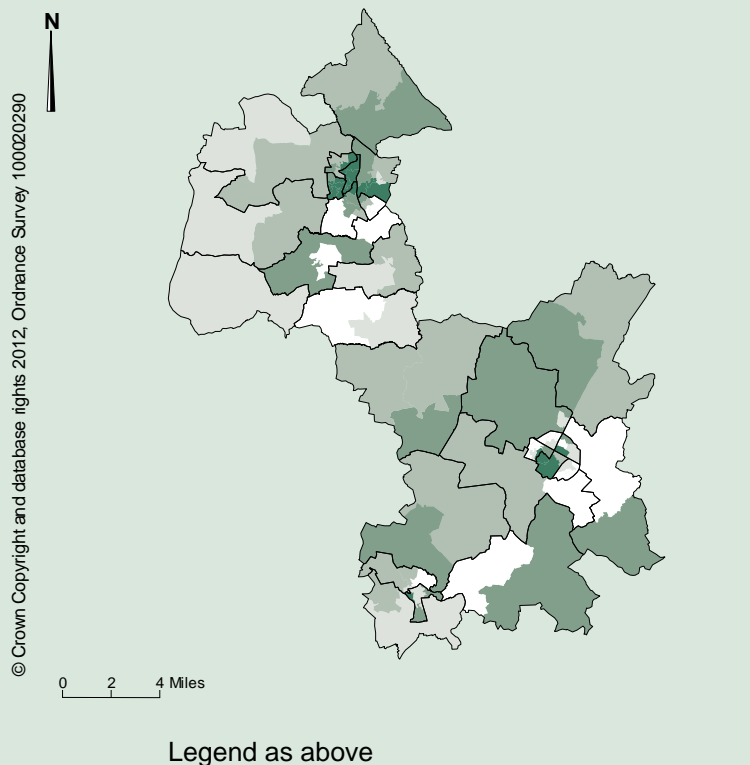 N
© Crown Copyright and database rights 2012, Ordnance Survey 100020290
0 2 4 Miles
Legend as above